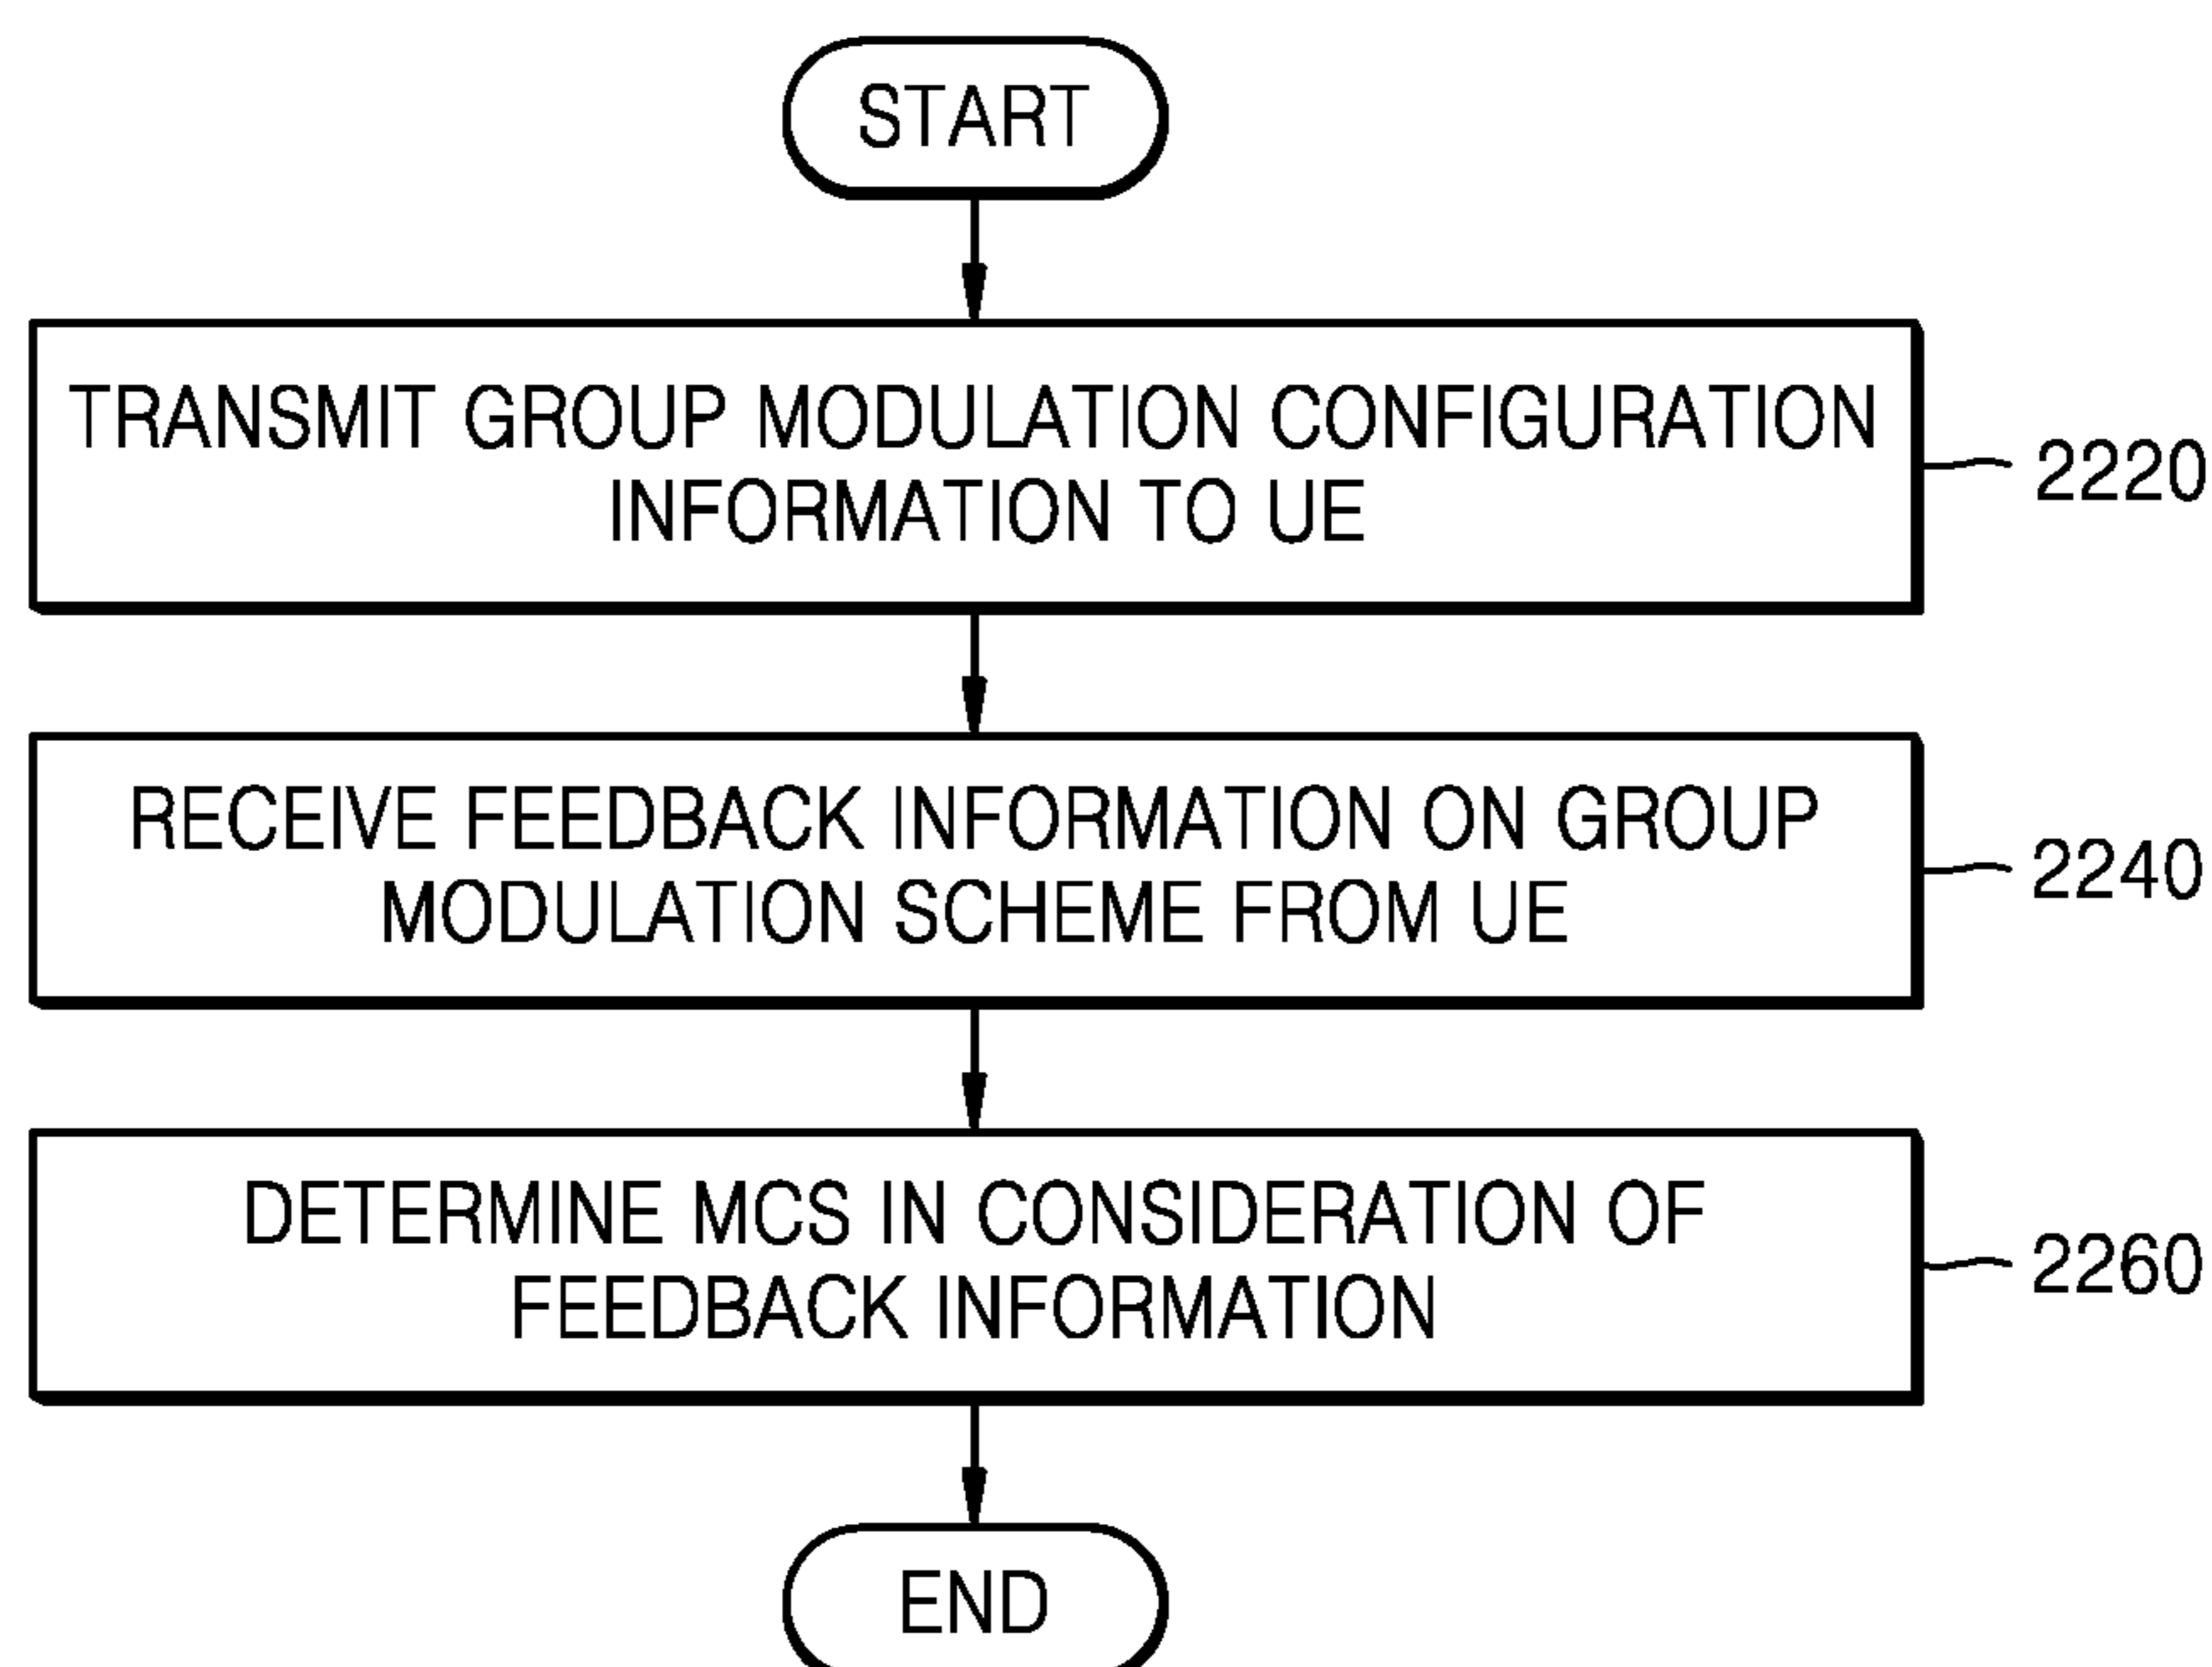 START
TRANSMIT GROUP MODULATION CONFIGURATION
INFORMATION TO UE
2220
RECEIVE FEEDBACK INFORMATION ON GROUP
MODULATION SCHEME FROM UE
2240
DETERMINE MCS IN CONSIDERATION OF
FEEDBACK INFORMATION
2260
END